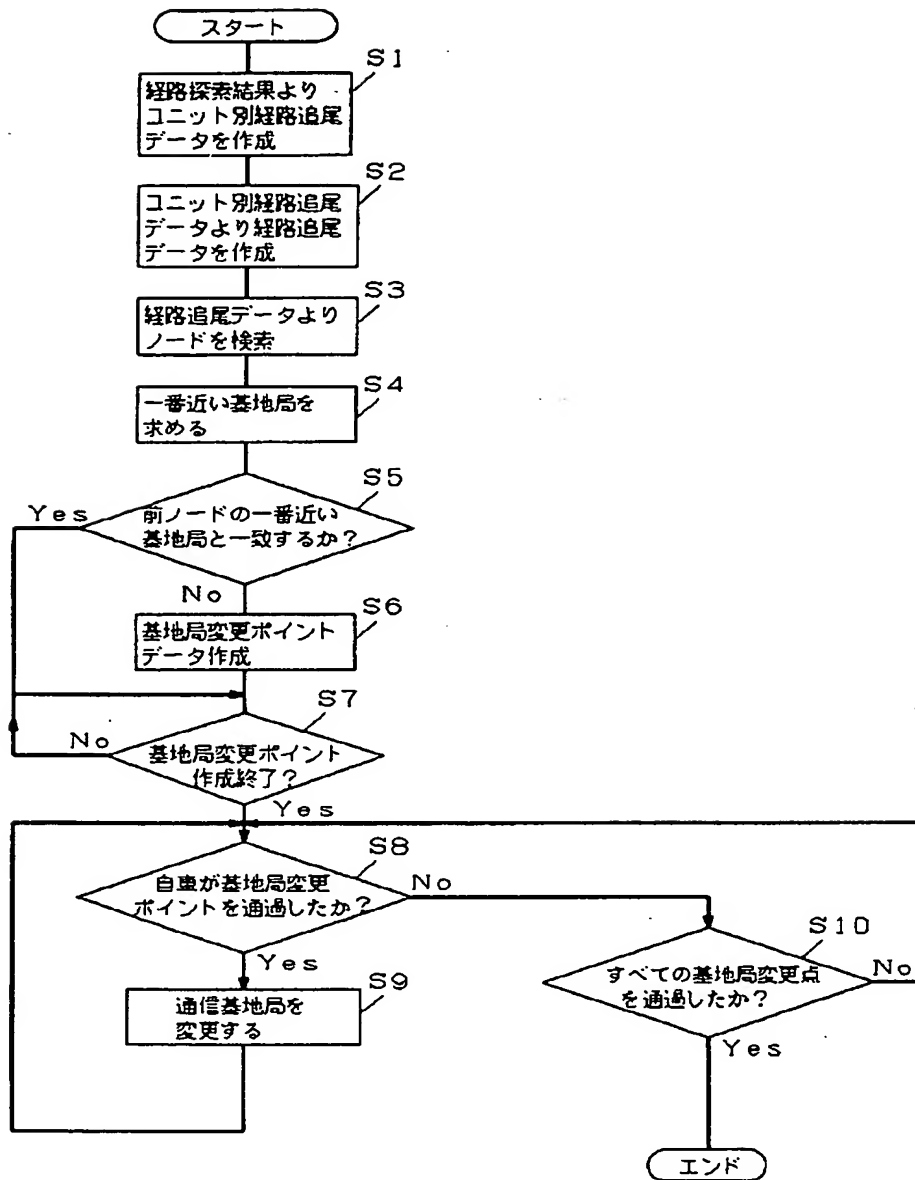 スタート
S1
経路探索結果より
コニット別経路追尾
データを作成
S2
コニット別経路追尾
データより経路追尾
データを作成
S3
経路追尾データより
ノードを検索
S4
一番近い基地局を
求める
S5
Yes
前ノードの一番近い
基地局と一致するか？
No
S6
基地局変更ポイント
データ作成
S7
No
基地局変更ポイント
作成終了？
Yes
S8
自車が基地局変更
ポイントを通過したか？
No
Yes
S9
通信基地局を
変更する
S10
すべての基地局変更点
を通過したか？
No
Yes
エンド